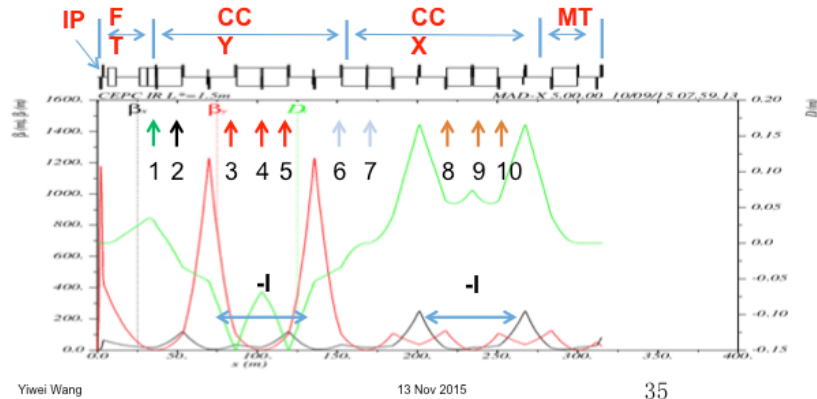 IP F CC CC MT
T Y X
CEPC IR L*=1.5m MAD-X 5.00.00 10/09/15 07.59.13
1600. βx βy Dx 0.20
1400. 0.15
1 2 3 4 5 6 7 8 9 10
1200. 0.10
1000. 0.05
800. 0.0
600. -0.05
-I -I
400. -0.10
200.
0.0 -0.15
0.0 50. 100. 150. 200. 250. 300. 350. 400.
s (m)
Yiwei Wang 13 Nov 2015 35